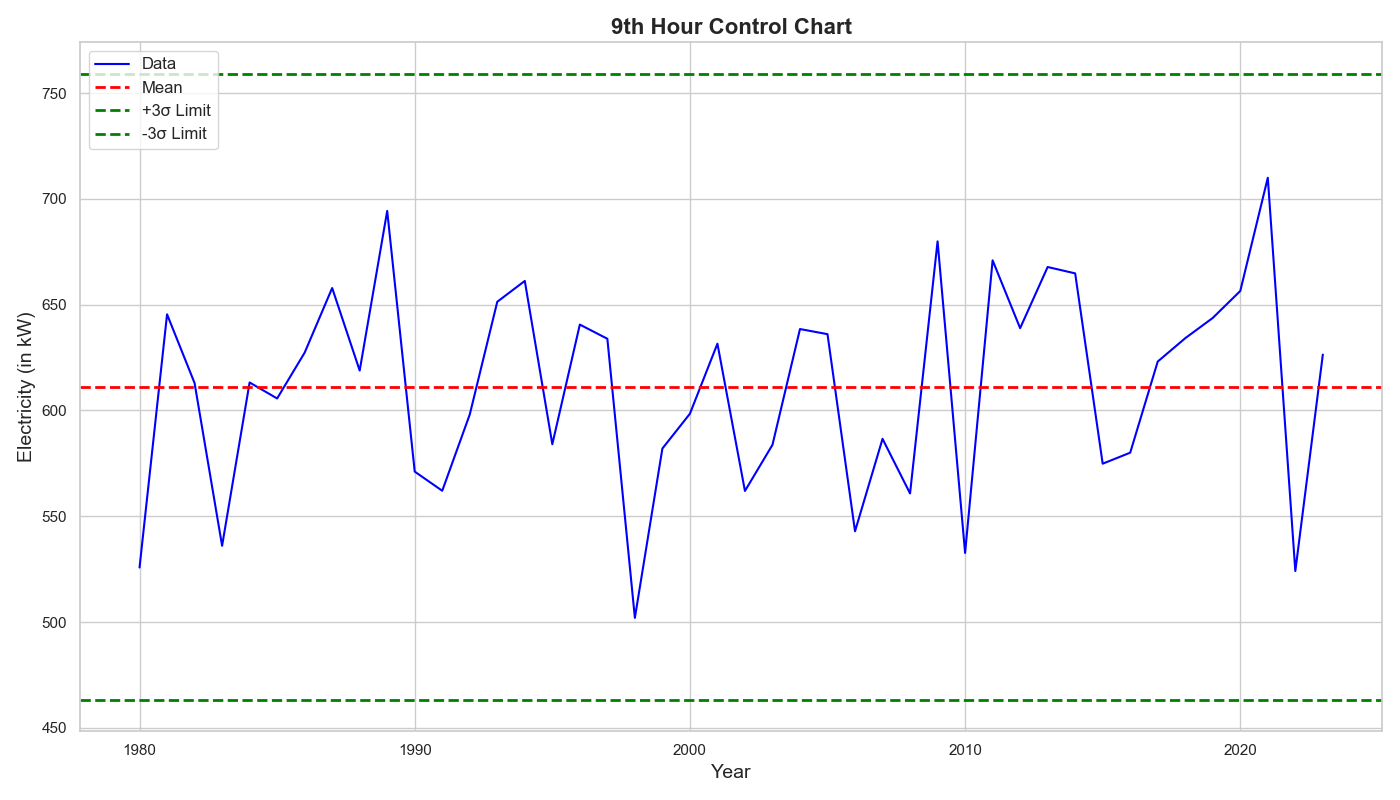 9th Hour Control Chart
Data
Mean
+3σ Limit
-3σ Limit
750
700
650
600
550
500
450
Electricity (in kW)
1980 1990 2000 2010 2020
Year